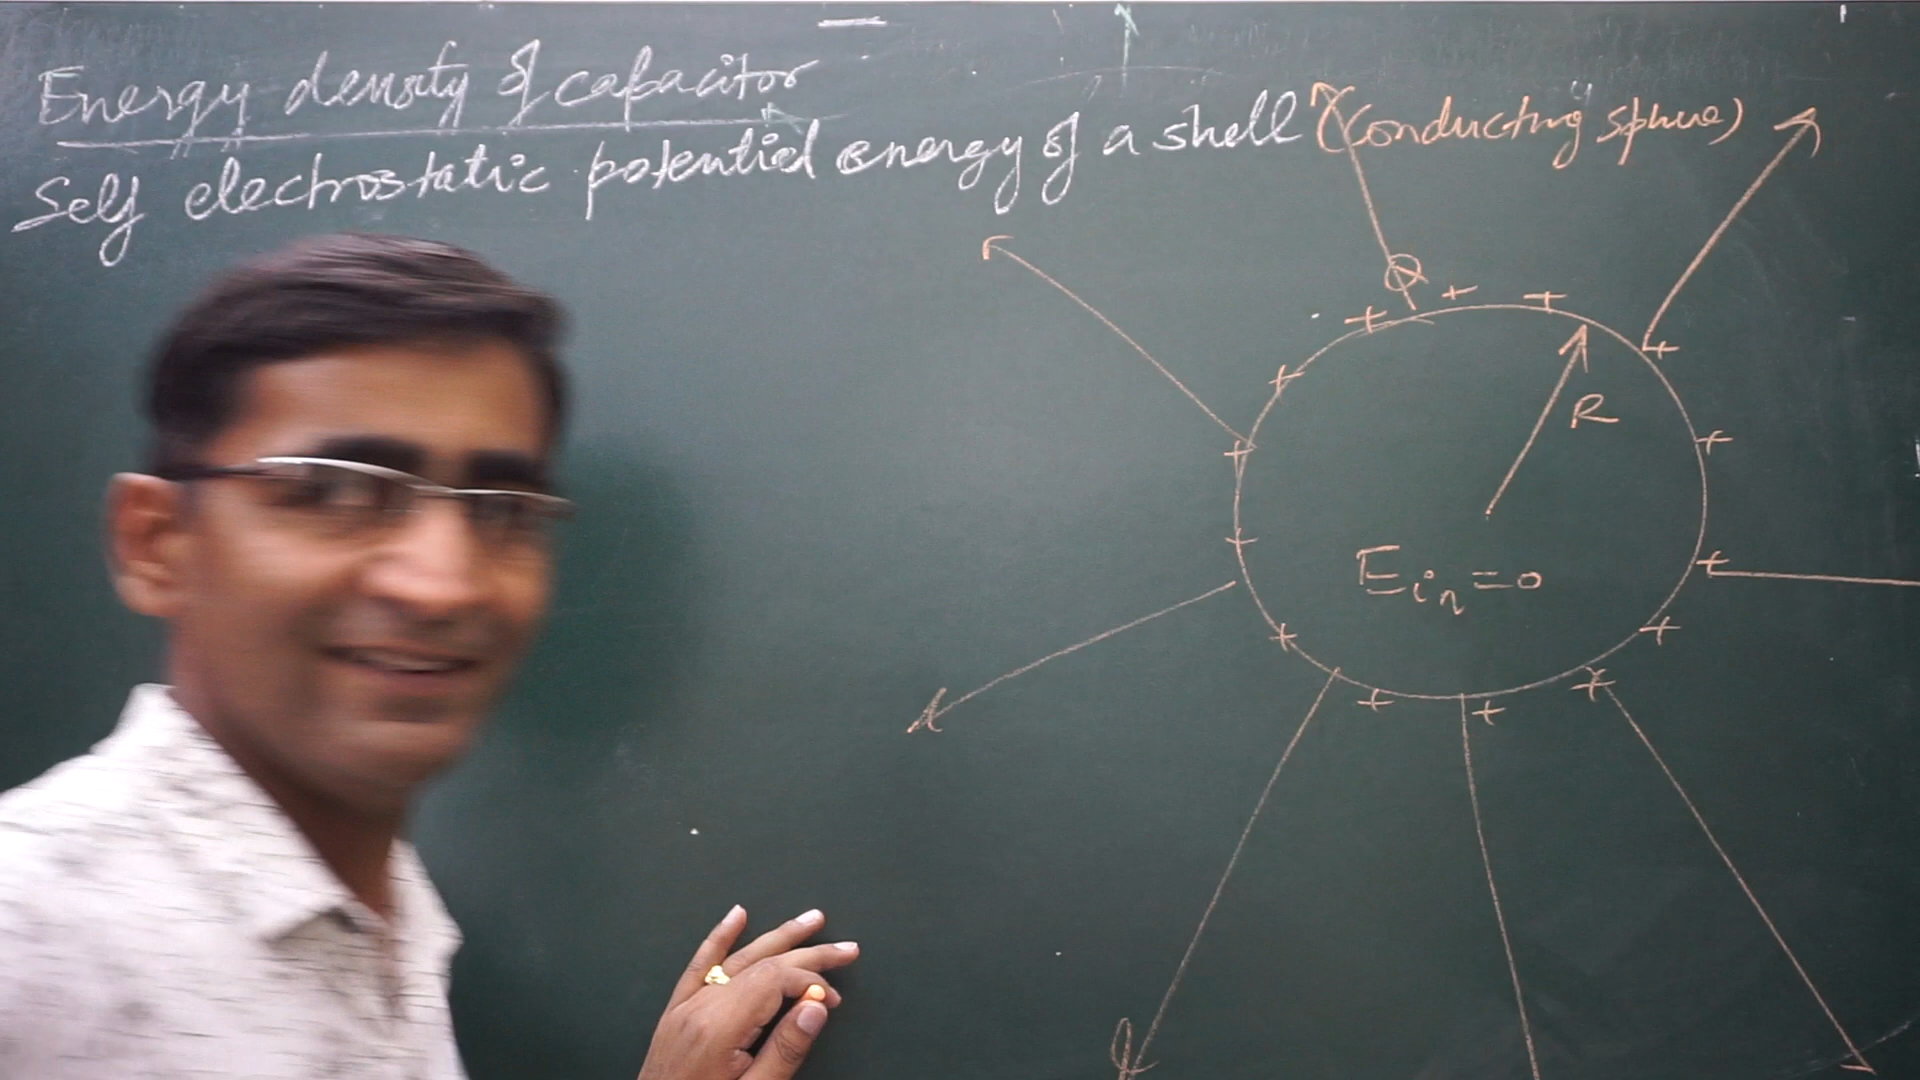 Energy density of capacitor
Self electrostatic potential energy of a shell (Conducting sphere)
Q
+ + + + + + + + + + + + + + +
R
Ein=0